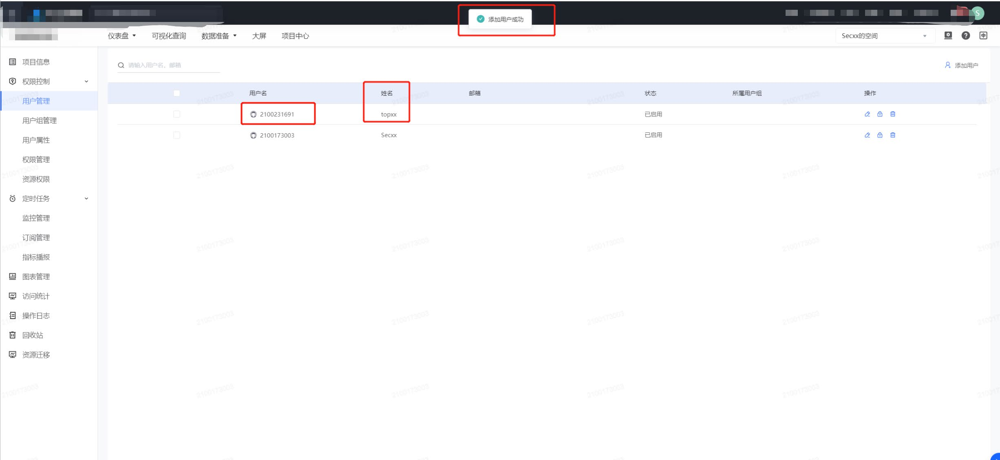 添加用户成功
S
仪表盘 可视化查询 数据准备 大屏 项目中心
Secxx的空间
项目信息
权限控制
用户管理
用户组管理
用户属性
权限管理
资源权限
定时任务
监控管理
订阅管理
指标播报
图表管理
访问统计
操作日志
回收站
资源迁移
请输入用户名，邮箱
添加用户
用户名 姓名 邮箱 状态 所属用户组 操作
2100231691 topxx 已启用
2100173003 Secxx 已启用
2100173003